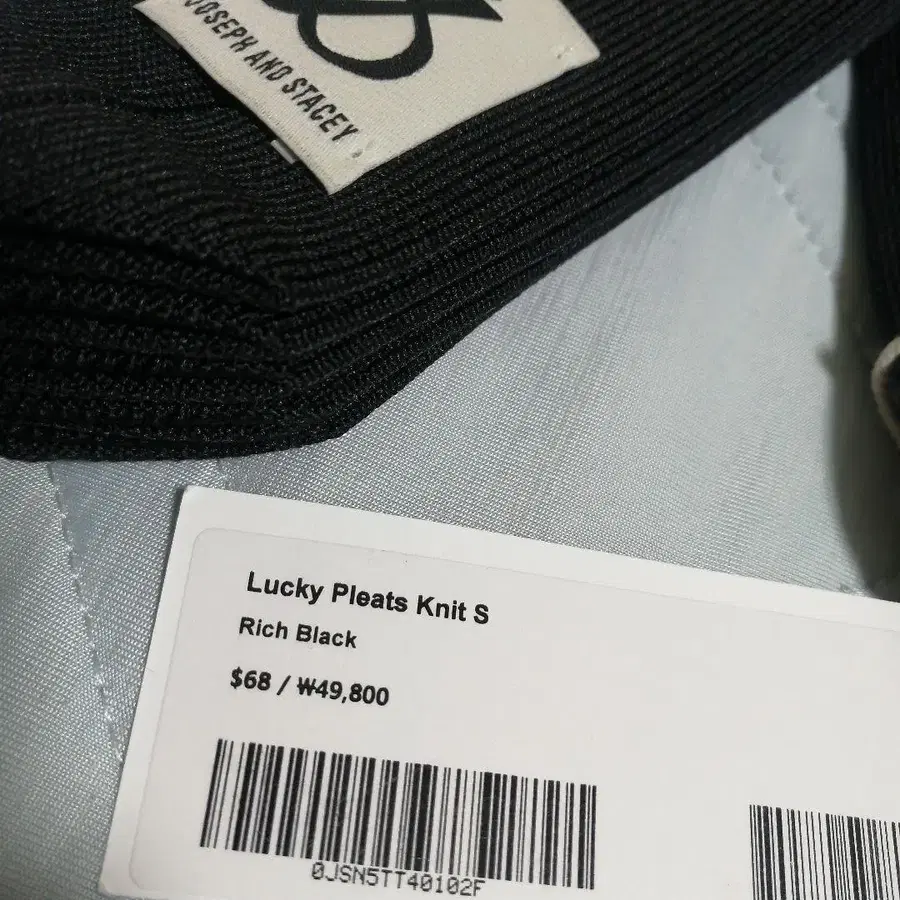 JOSEPH AND STACEY
Lucky Pleats Knit S
Rich Black
$68 / ₩49,800
0JSN5TT40102F